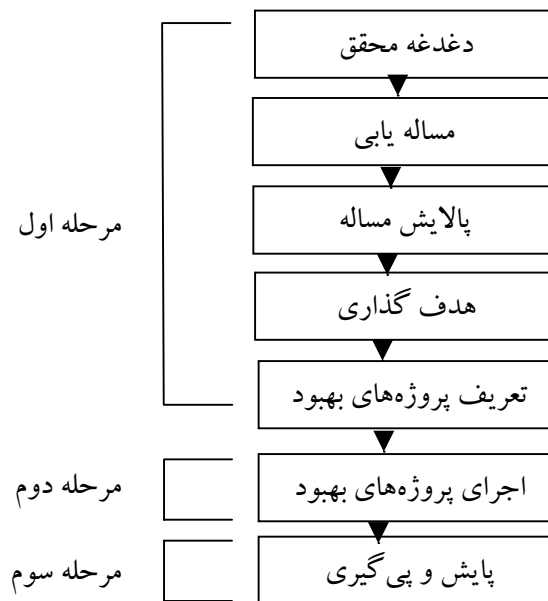 دغدغه محقق
مساله یابی
پالایش مساله
مرحله اول
هدف گذاری
تعریف پروژه‌های بهبود
اجرای پروژه‌های بهبود
مرحله دوم
پایش و پی‌گیری
مرحله سوم